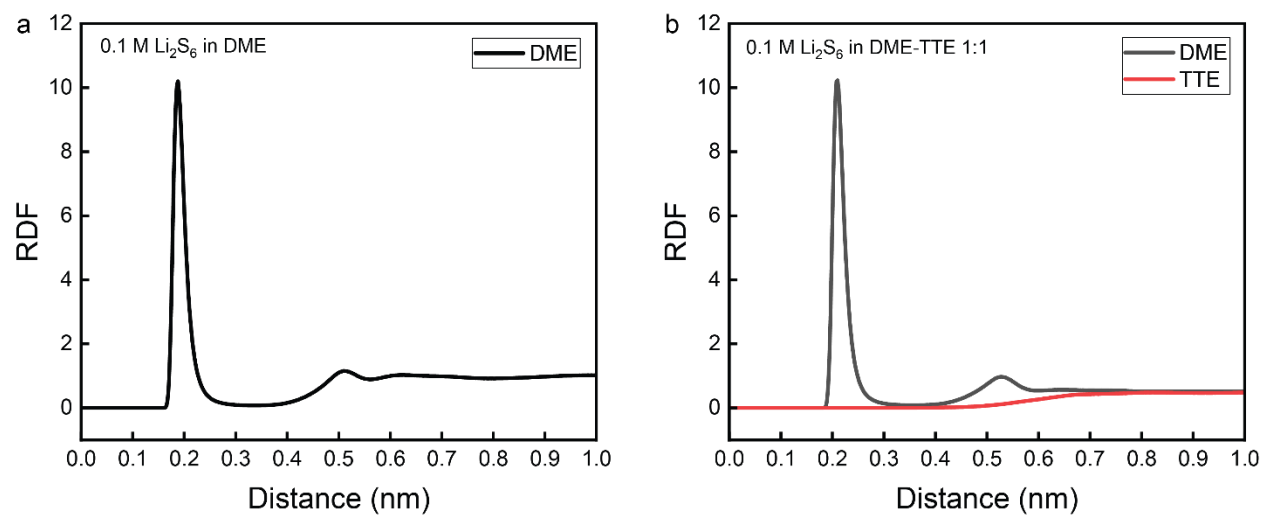 a
0.1 M Li₂S₆ in DME
DME
RDF
12
10
8
6
4
2
0
0.0 0.1 0.2 0.3 0.4 0.5 0.6 0.7 0.8 0.9 1.0
Distance (nm)
b
0.1 M Li₂S₆ in DME-TTE 1:1
DME
TTE
RDF
12
10
8
6
4
2
0
0.0 0.1 0.2 0.3 0.4 0.5 0.6 0.7 0.8 0.9 1.0
Distance (nm)